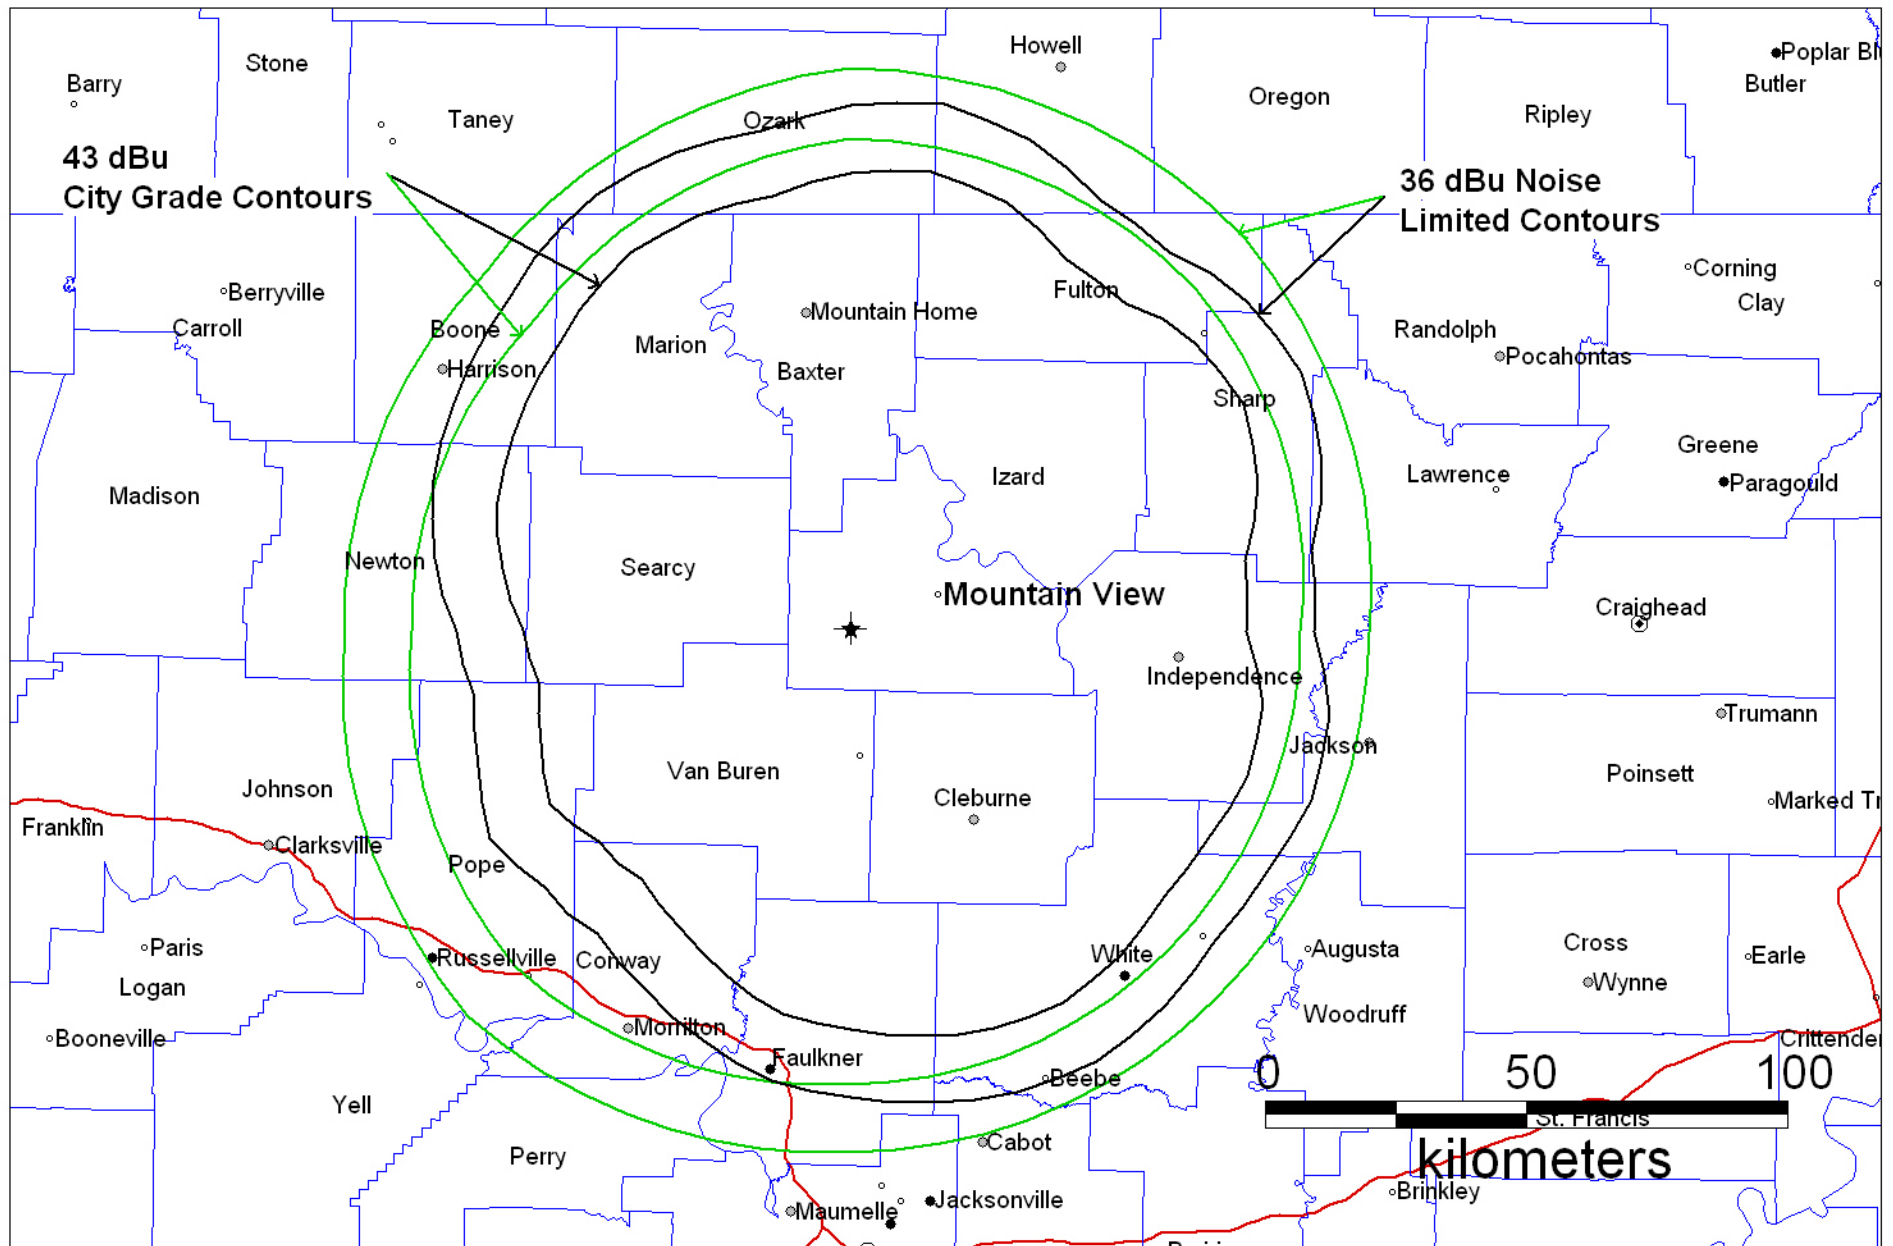 Howell
Stone
Barry
Poplar Bl
Butler
Oregon
Ripley
Taney
Ozark
43 dBu
City Grade Contours
36 dBu Noise
Limited Contours
Corning
Clay
Berryville
Carroll
Fulton
Mountain Home
Boone
Marion
Baxter
Harrison
Randolph
Pocahontas
Sharp
Greene
Paragould
Lawrence
Izard
Madison
Newton
Searcy
Mountain View
Craighead
Independence
Trumann
Jackson
Poinsett
Van Buren
Johnson
Cleburne
Marked Tr
Franklin
Clarksville
Pope
Paris
Logan
Russellville
Conway
White
Augusta
Cross
Wynne
Earle
Woodruff
Booneville
Morrilton
Faulkner
Beebe
Crittender
0 50 100
St. Francis
kilometers
Yell
Perry
Cabot
Maumelle
Jacksonville
Brinkley